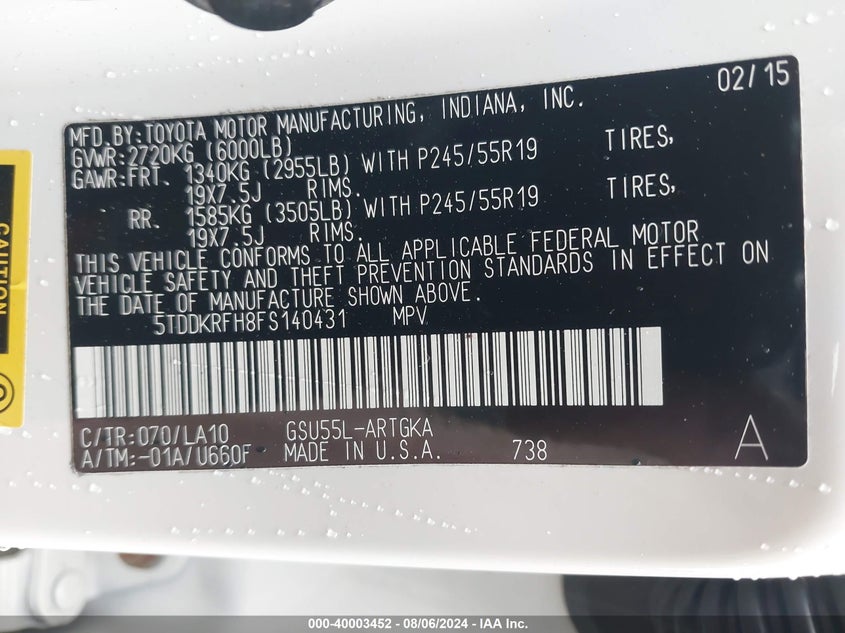 02/15
MFD.BY:TOYOTA MOTOR MANUFACTURING, INDIANA, INC.
GVWR:2720KG (6000LB)
GAWR:FRT. 1340KG (2955LB) WITH P245/55R19 TIRES,
19X7.5J RIMS.
RR. 1585KG (3505LB) WITH P245/55R19 TIRES,
19X7.5J RIMS.
THIS VEHICLE CONFORMS TO ALL APPLICABLE FEDERAL MOTOR
VEHICLE SAFETY AND THEFT PREVENTION STANDARDS IN EFFECT ON
THE DATE OF MANUFACTURE SHOWN ABOVE.
5TDDKRFH8FS140431 MPV
C/TR:070/LA10 GSU55L-ARTGKA
A/TM:-01A/U660F MADE IN U.S.A. 738 A
CAUTION
000-40003452 - 08/06/2024 - IAA Inc.